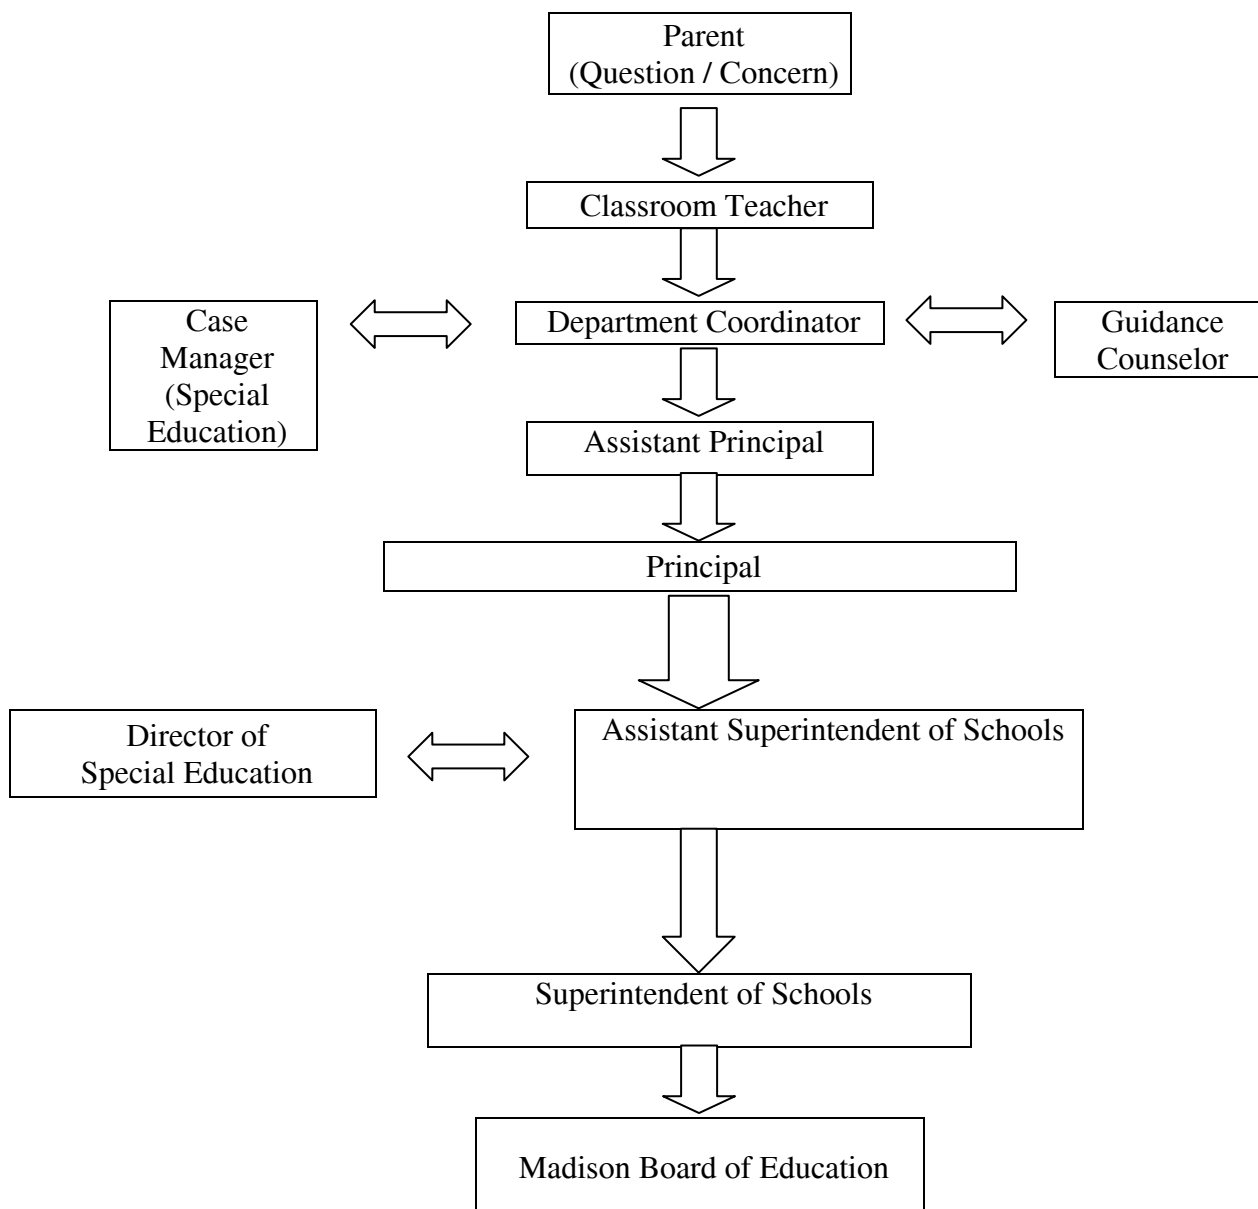 Parent
(Question / Concern)
Classroom Teacher
Case
Manager
(Special
Education)
Department Coordinator
Guidance
Counselor
Assistant Principal
Principal
Director of
Special Education
Assistant Superintendent of Schools
Superintendent of Schools
Madison Board of Education